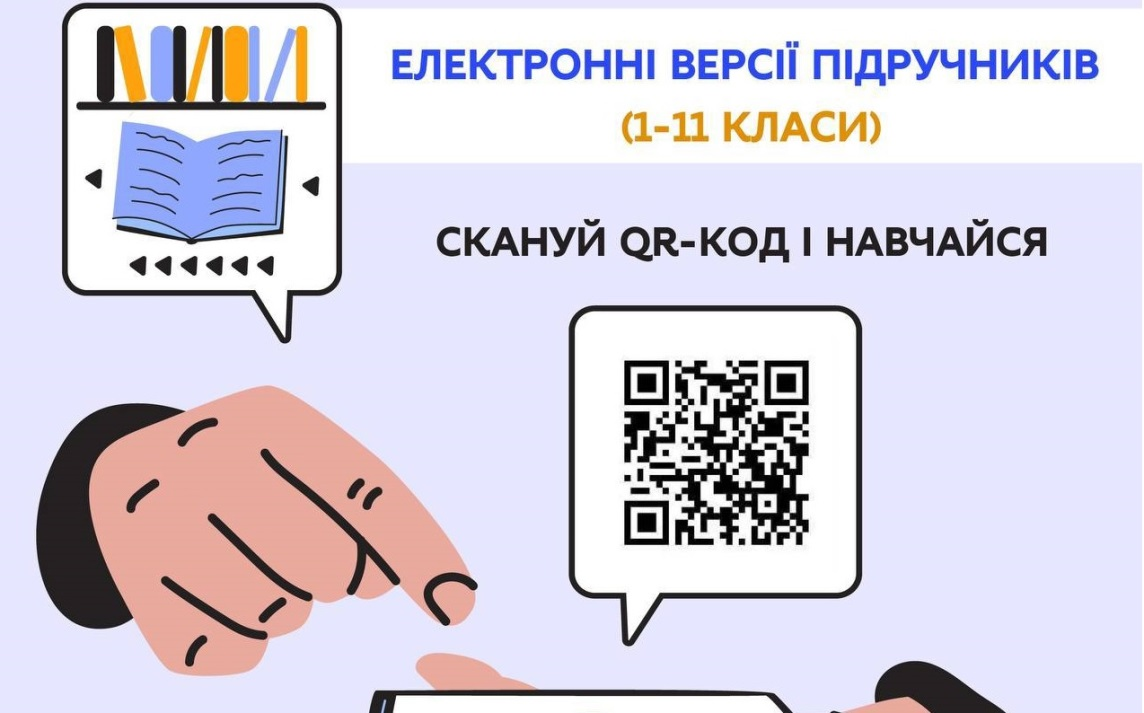 ЕЛЕКТРОННІ ВЕРСІЇ ПІДРУЧНИКІВ
(1-11 КЛАСИ)
СКАНУЙ QR-КОД І НАВЧАЙСЯ